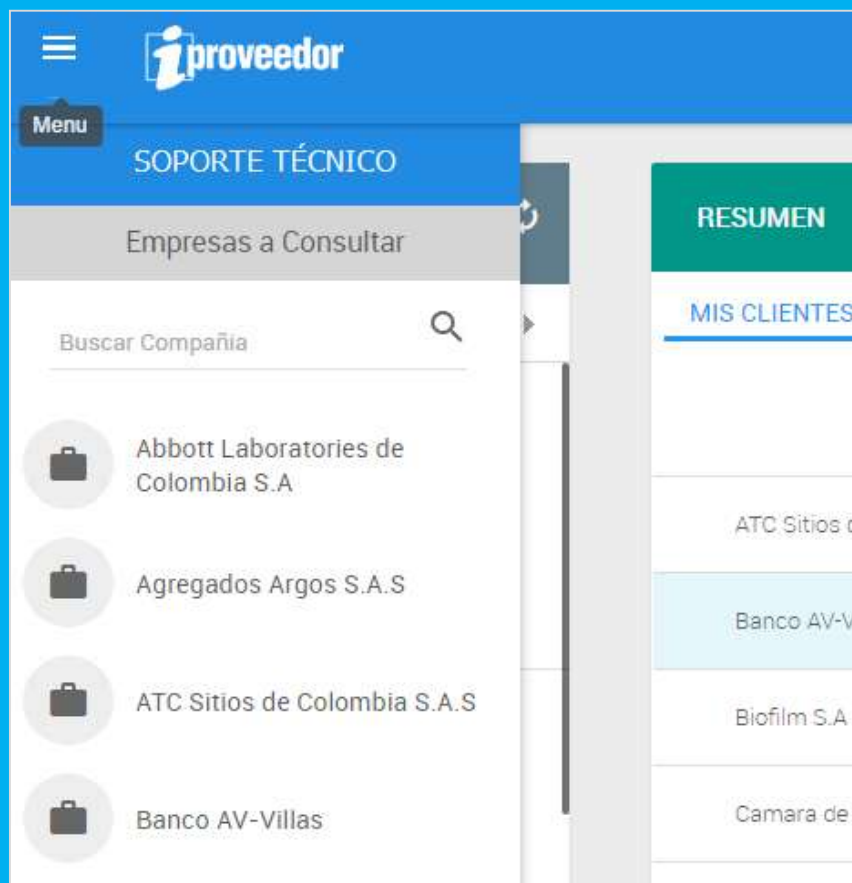 iproveedor
Menu
SOPORTE TÉCNICO
Empresas a Consultar
Buscar Compañia
Abbott Laboratories de
Colombia S.A
Agregados Argos S.A.S
ATC Sitios de Colombia S.A.S
Banco AV-Villas
RESUMEN
MIS CLIENTES
ATC Sitios
Banco AV-V
Biofilm S.A
Camara de